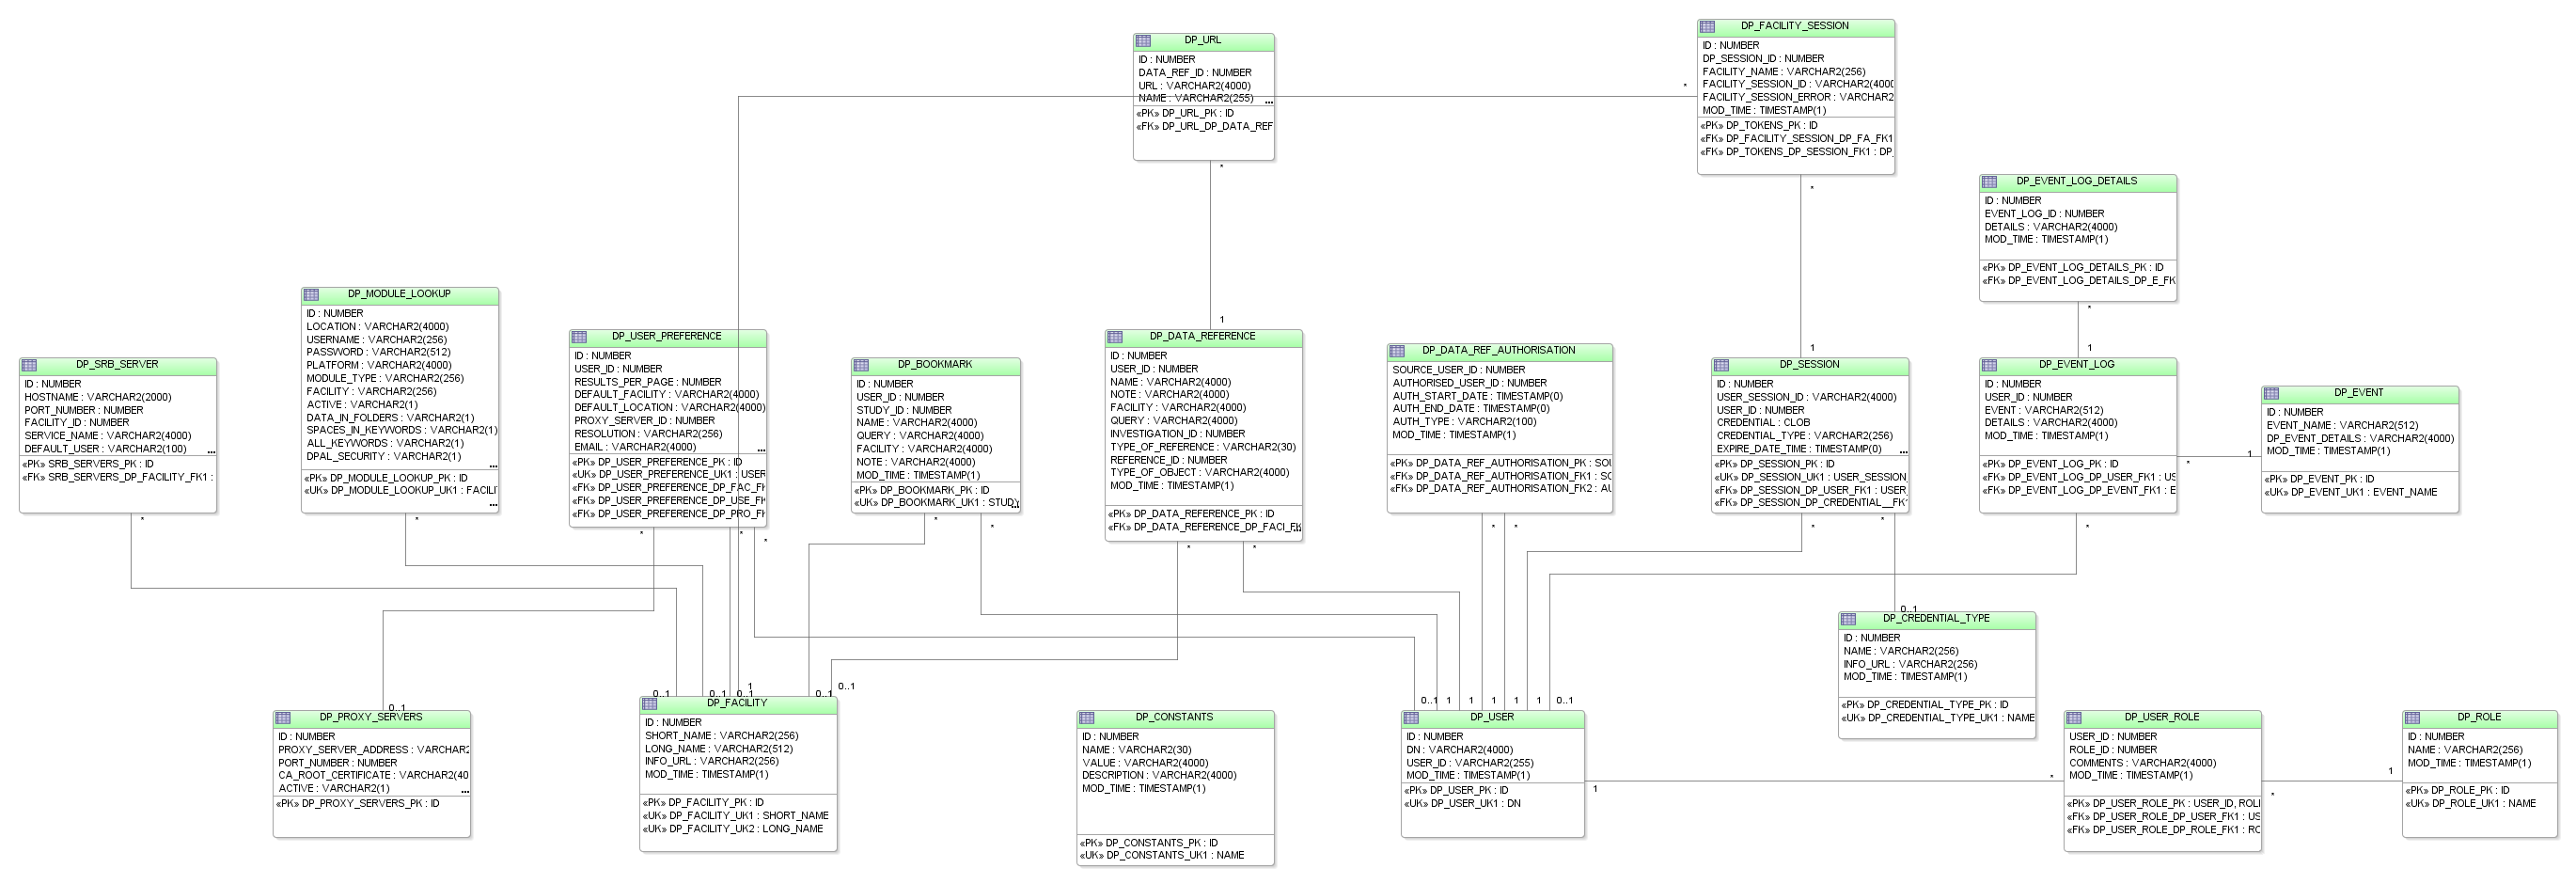 DP_FACILITY_SESSION
ID : NUMBER
DP_SESSION_ID : NUMBER
FACILITY_NAME : VARCHAR2(256)
FACILITY_SESSION_ID : VARCHAR2(400
FACILITY_SESSION_ERROR : VARCHAR2
MOD_TIME : TIMESTAMP(1)
«PK» DP_TOKENS_PK : ID
«FK» DP_FACILITY_SESSION_DP_FA_FK1
«FK» DP_TOKENS_DP_SESSION_FK1 : DP_
*
*
DP_URL
ID : NUMBER
DATA_REF_ID : NUMBER
URL : VARCHAR2(4000)
NAME : VARCHAR2(255) ...
«PK» DP_URL_PK : ID
«FK» DP_URL_DP_DATA_REF
*
1
DP_EVENT_LOG_DETAILS
ID : NUMBER
EVENT_LOG_ID : NUMBER
DETAILS : VARCHAR2(4000)
MOD_TIME : TIMESTAMP(1)
«PK» DP_EVENT_LOG_DETAILS_PK : ID
«FK» DP_EVENT_LOG_DETAILS_DP_E_FK
*
1
1
DP_SRB_SERVER
ID : NUMBER
HOSTNAME : VARCHAR2(2000)
PORT_NUMBER : NUMBER
FACILITY_ID : NUMBER
SERVICE_NAME : VARCHAR2(4000)
DEFAULT_USER : VARCHAR2(100) ...
«PK» SRB_SERVERS_PK : ID
«FK» SRB_SERVERS_DP_FACILITY_FK1 :
*
DP_MODULE_LOOKUP
ID : NUMBER
LOCATION : VARCHAR2(4000)
USERNAME : VARCHAR2(256)
PASSWORD : VARCHAR2(512)
PLATFORM : VARCHAR2(4000)
MODULE_TYPE : VARCHAR2(256)
FACILITY : VARCHAR2(256)
ACTIVE : VARCHAR2(1)
DATA_IN_FOLDERS : VARCHAR2(1)
SPACES_IN_KEYWORDS : VARCHAR2(1)
ALL_KEYWORDS : VARCHAR2(1)
DPAL_SECURITY : VARCHAR2(1)
...
«PK» DP_MODULE_LOOKUP_PK : ID
«UK» DP_MODULE_LOOKUP_UK1 : FACILI
...
*
DP_USER_PREFERENCE
ID : NUMBER
USER_ID : NUMBER
RESULTS_PER_PAGE : NUMBER
DEFAULT_FACILITY : VARCHAR2(4000)
DEFAULT_LOCATION : VARCHAR2(4000)
PROXY_SERVER_ID : NUMBER
RESOLUTION : VARCHAR2(256)
EMAIL : VARCHAR2(4000) ...
«PK» DP_USER_PREFERENCE_PK : ID
«UK» DP_USER_PREFERENCE_UK1 : USER
«FK» DP_USER_PREFERENCE_DP_FAC_FK
«FK» DP_USER_PREFERENCE_DP_USE_FK
«FK» DP_USER_PREFERENCE_DP_PRO_FK
*
*
*
DP_BOOKMARK
ID : NUMBER
USER_ID : NUMBER
STUDY_ID : NUMBER
NAME : VARCHAR2(4000)
QUERY : VARCHAR2(4000)
FACILITY : VARCHAR2(4000)
NOTE : VARCHAR2(4000)
MOD_TIME : TIMESTAMP(1)
«PK» DP_BOOKMARK_PK : ID
«UK» DP_BOOKMARK_UK1 : STUDY...
*
*
DP_DATA_REFERENCE
ID : NUMBER
USER_ID : NUMBER
NAME : VARCHAR2(4000)
NOTE : VARCHAR2(4000)
FACILITY : VARCHAR2(4000)
QUERY : VARCHAR2(4000)
INVESTIGATION_ID : NUMBER
TYPE_OF_REFERENCE : VARCHAR2(30)
REFERENCE_ID : NUMBER
TYPE_OF_OBJECT : VARCHAR2(4000)
MOD_TIME : TIMESTAMP(1)
«PK» DP_DATA_REFERENCE_PK : ID
«FK» DP_DATA_REFERENCE_DP_FACI_FK...
*
*
DP_DATA_REF_AUTHORISATION
SOURCE_USER_ID : NUMBER
AUTHORISED_USER_ID : NUMBER
AUTH_START_DATE : TIMESTAMP(0)
AUTH_END_DATE : TIMESTAMP(0)
AUTH_TYPE : VARCHAR2(100)
MOD_TIME : TIMESTAMP(1)
«PK» DP_DATA_REF_AUTHORISATION_PK : SOU
«FK» DP_DATA_REF_AUTHORISATION_FK1 : SO
«FK» DP_DATA_REF_AUTHORISATION_FK2 : AU
*
*
DP_SESSION
ID : NUMBER
USER_SESSION_ID : VARCHAR2(4000)
USER_ID : NUMBER
CREDENTIAL : CLOB
CREDENTIAL_TYPE : VARCHAR2(256)
EXPIRE_DATE_TIME : TIMESTAMP(0) ...
«PK» DP_SESSION_PK : ID
«UK» DP_SESSION_UK1 : USER_SESSION_
«FK» DP_SESSION_DP_USER_FK1 : USER_
«FK» DP_SESSION_DP_CREDENTIAL__FK
*
*
DP_EVENT_LOG
ID : NUMBER
USER_ID : NUMBER
EVENT : VARCHAR2(512)
DETAILS : VARCHAR2(4000)
MOD_TIME : TIMESTAMP(1)
«PK» DP_EVENT_LOG_PK : ID
«FK» DP_EVENT_LOG_DP_USER_FK1 : US
«FK» DP_EVENT_LOG_DP_EVENT_FK1 : E
*
*
1
DP_EVENT
ID : NUMBER
EVENT_NAME : VARCHAR2(512)
DP_EVENT_DETAILS : VARCHAR2(4000)
MOD_TIME : TIMESTAMP(1)
«PK» DP_EVENT_PK : ID
«UK» DP_EVENT_UK1 : EVENT_NAME
0..1
DP_CREDENTIAL_TYPE
ID : NUMBER
NAME : VARCHAR2(256)
INFO_URL : VARCHAR2(256)
MOD_TIME : TIMESTAMP(1)
«PK» DP_CREDENTIAL_TYPE_PK : ID
«UK» DP_CREDENTIAL_TYPE_UK1 : NAME
0..1
DP_PROXY_SERVERS
ID : NUMBER
PROXY_SERVER_ADDRESS : VARCHAR2
PORT_NUMBER : NUMBER
CA_ROOT_CERTIFICATE : VARCHAR2(40
ACTIVE : VARCHAR2(1) ...
«PK» DP_PROXY_SERVERS_PK : ID
0..1 0..1 1 0..1 0..1 0..1
DP_FACILITY
ID : NUMBER
SHORT_NAME : VARCHAR2(256)
LONG_NAME : VARCHAR2(512)
INFO_URL : VARCHAR2(256)
MOD_TIME : TIMESTAMP(1)
«PK» DP_FACILITY_PK : ID
«UK» DP_FACILITY_UK1 : SHORT_NAME
«UK» DP_FACILITY_UK2 : LONG_NAME
DP_CONSTANTS
ID : NUMBER
NAME : VARCHAR2(30)
VALUE : VARCHAR2(4000)
DESCRIPTION : VARCHAR2(4000)
MOD_TIME : TIMESTAMP(1)
«PK» DP_CONSTANTS_PK : ID
«UK» DP_CONSTANTS_UK1 : NAME
0..1 1 1 1 1 1 0..1
DP_USER
ID : NUMBER
DN : VARCHAR2(4000)
USER_ID : VARCHAR2(255)
MOD_TIME : TIMESTAMP(1)
«PK» DP_USER_PK : ID
«UK» DP_USER_UK1 : DN
1
*
DP_USER_ROLE
USER_ID : NUMBER
ROLE_ID : NUMBER
COMMENTS : VARCHAR2(4000)
MOD_TIME : TIMESTAMP(1)
«PK» DP_USER_ROLE_PK : USER_ID, ROLI
«FK» DP_USER_ROLE_DP_USER_FK1 : US
«FK» DP_USER_ROLE_DP_ROLE_FK1 : RO
*
1
DP_ROLE
ID : NUMBER
NAME : VARCHAR2(256)
MOD_TIME : TIMESTAMP(1)
«PK» DP_ROLE_PK : ID
«UK» DP_ROLE_UK1 : NAME